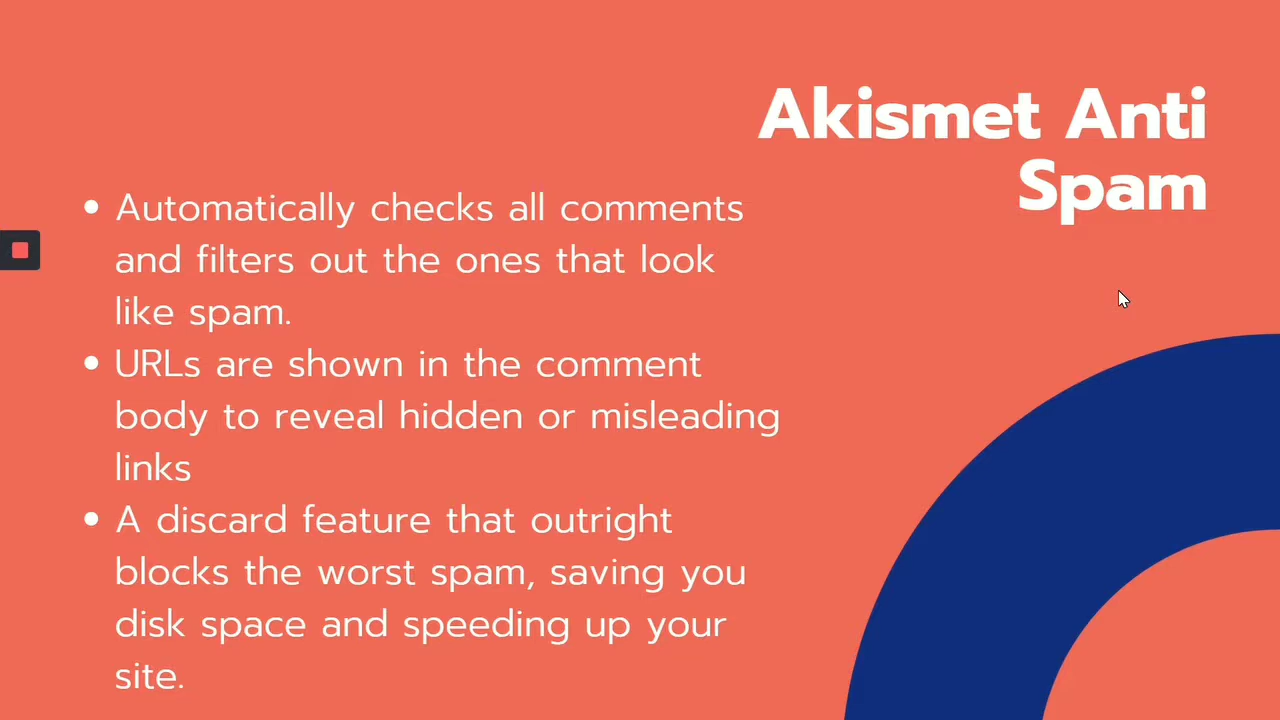 Akismet Anti
Spam
• Automatically checks all comments
and filters out the ones that look
like spam.
• URLs are shown in the comment
body to reveal hidden or misleading
links
• A discard feature that outright
blocks the worst spam, saving you
disk space and speeding up your
site.